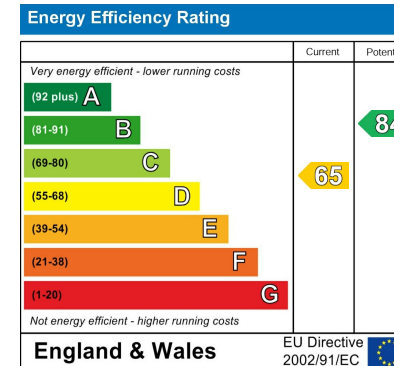 Energy Efficiency Rating
Current
Very energy efficient - lower running costs
(92 plus) A
(81-91) B
(69-80) C
(55-68) D
(39-54) E
(21-38) F
(1-20) G
65
Not energy efficient - higher running costs
England & Wales
EU Directive
2002/91/EC